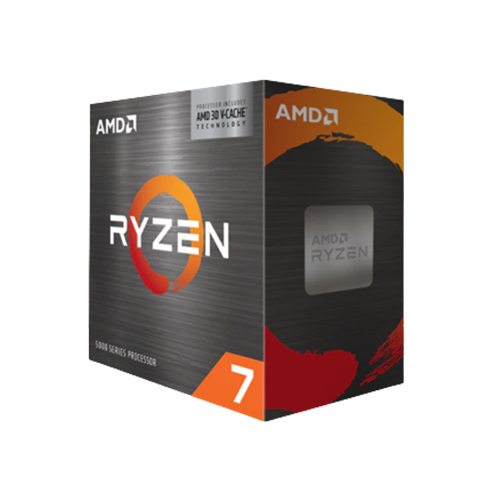 AMD
PROCESSOR INCLUDES
AMD 3D V-CACHE
TECHNOLOGY
RYZEN
5000 SERIES PROCESSOR
7
AMD
AMD
RYZEN